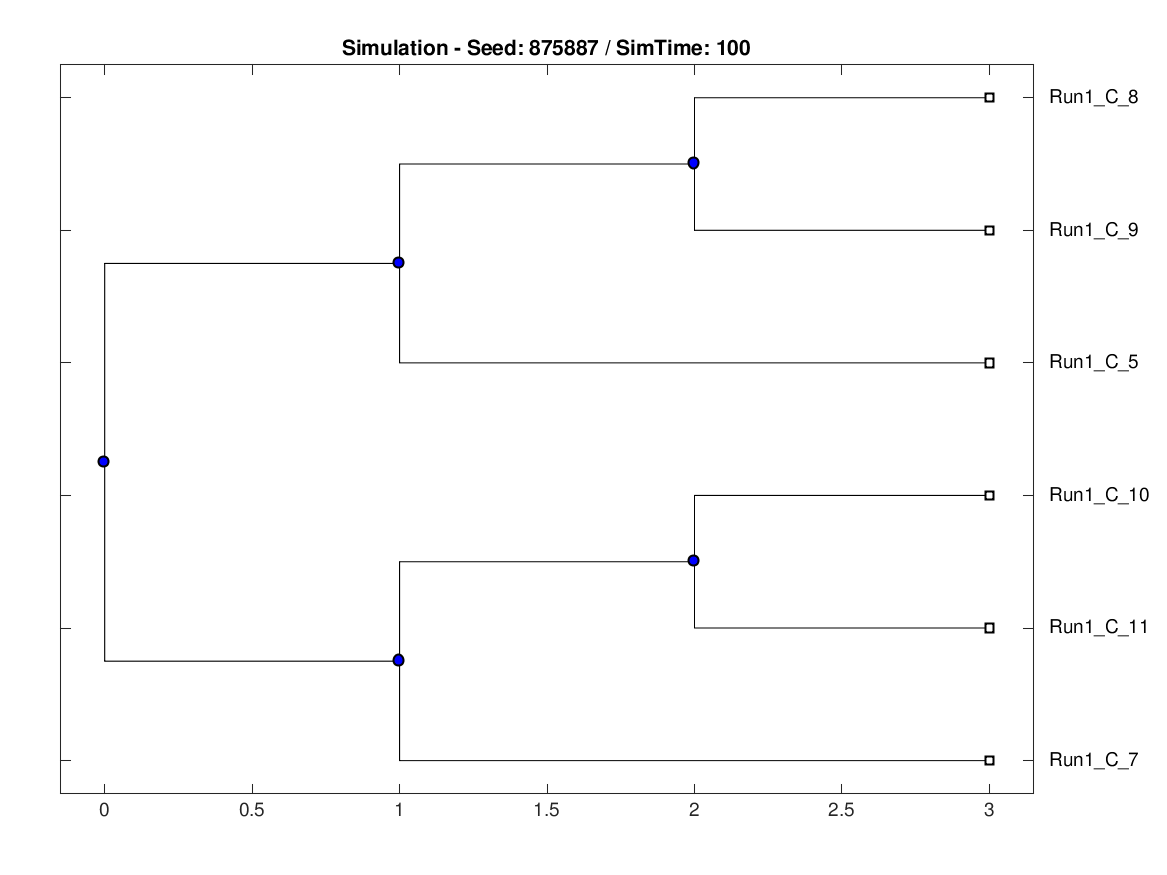 Simulation - Seed: 875887 / SimTime: 100
Run1_C_8
Run1_C_9
Run1_C_5
Run1_C_10
Run1_C_11
Run1_C_7
0 0.5 1 1.5 2 2.5 3